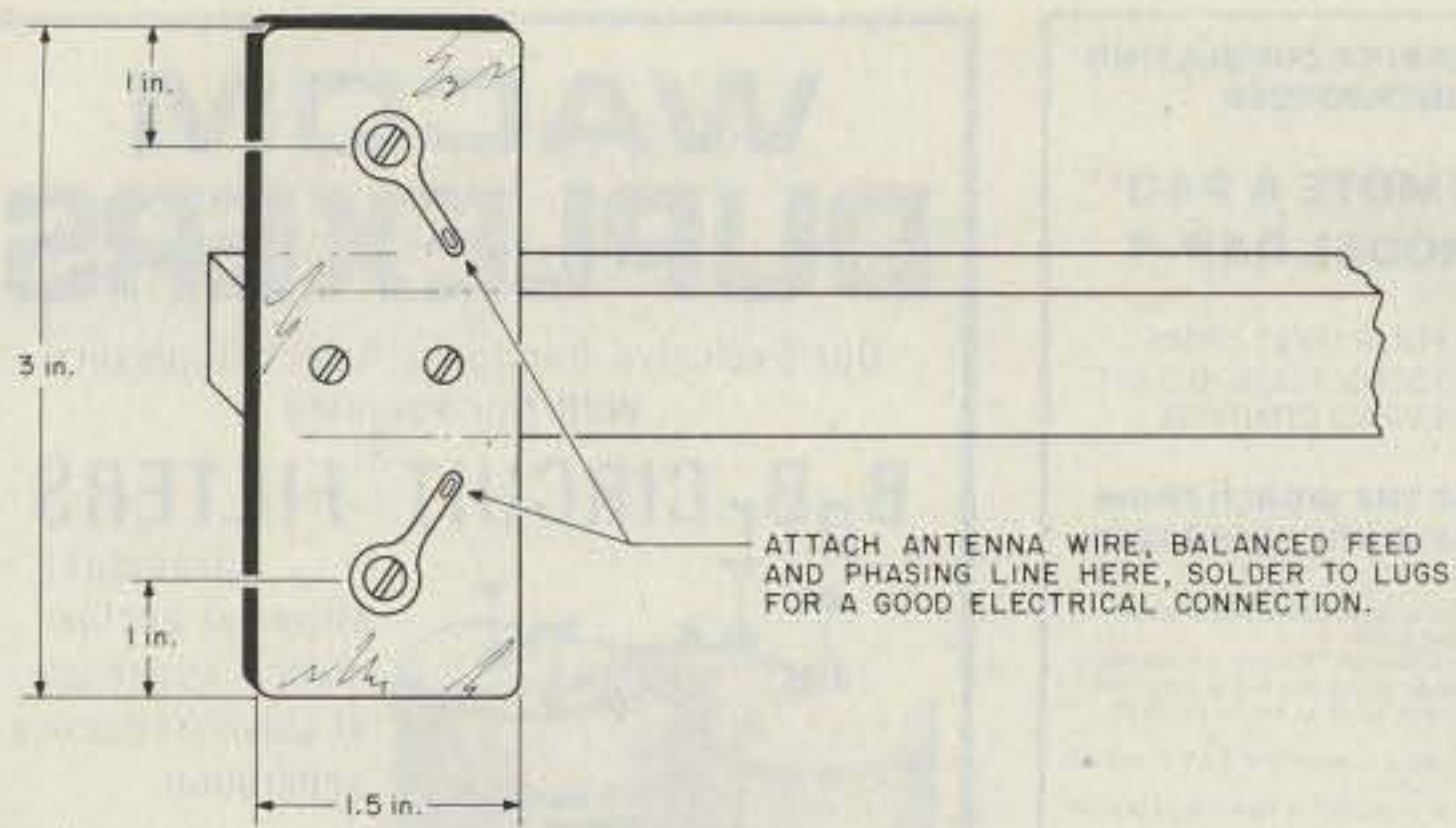 1 in.
3 in.
1 in.
ATTACH ANTENNA WIRE, BALANCED FEED
AND PHASING LINE HERE, SOLDER TO LUGS
FOR A GOOD ELECTRICAL CONNECTION.
1.5 in.